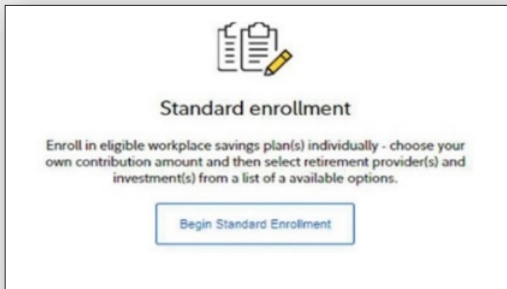 Standard enrollment
Enroll in eligible workplace savings plan(s) individually - choose your
own contribution amount and then select retirement provider(s) and
investment(s) from a list of a available options.
Begin Standard Enrollment